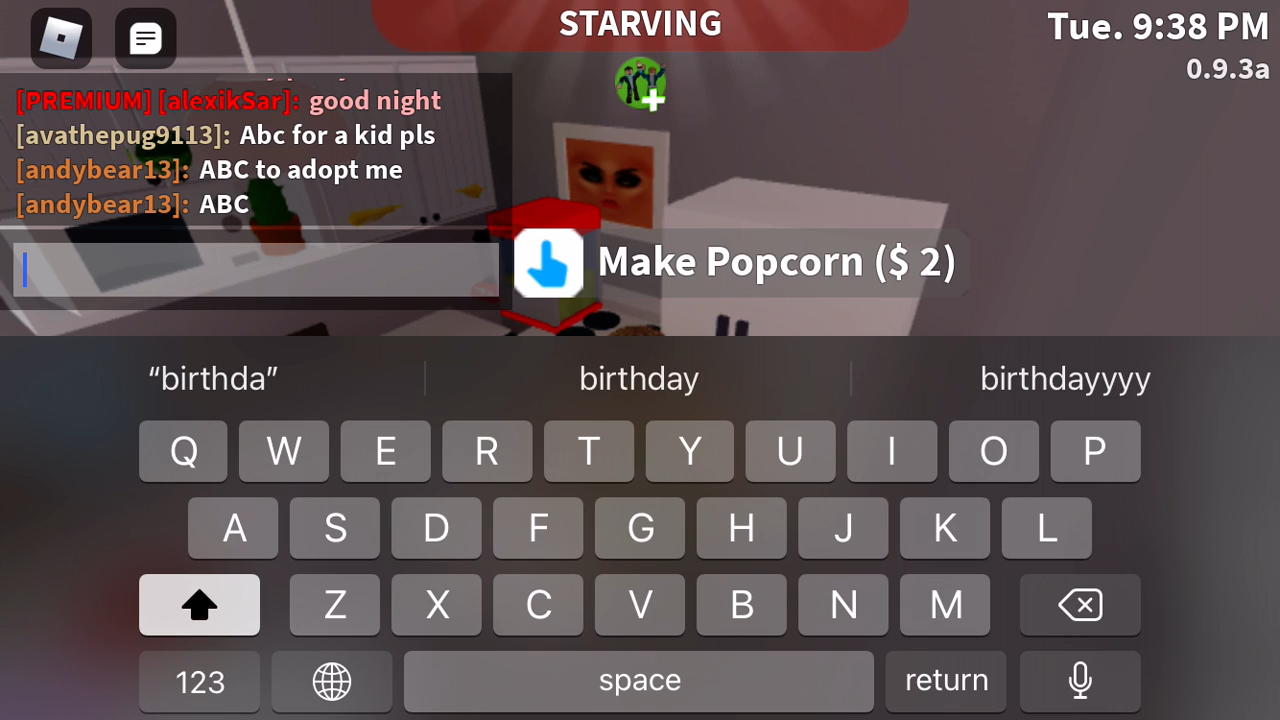 STARVING
Tue. 9:38 PM
0.9.3a
[PREMIUM] [alexikSar]: good night
[avathepug9113]: Abc for a kid pls
[andybear13]: ABC to adopt me
[andybear13]: ABC
Make Popcorn ($ 2)
“birthda” birthday birthdayyyy
Q W E R T Y U I O P
A S D F G H J K L
Z X C V B N M
123 space return